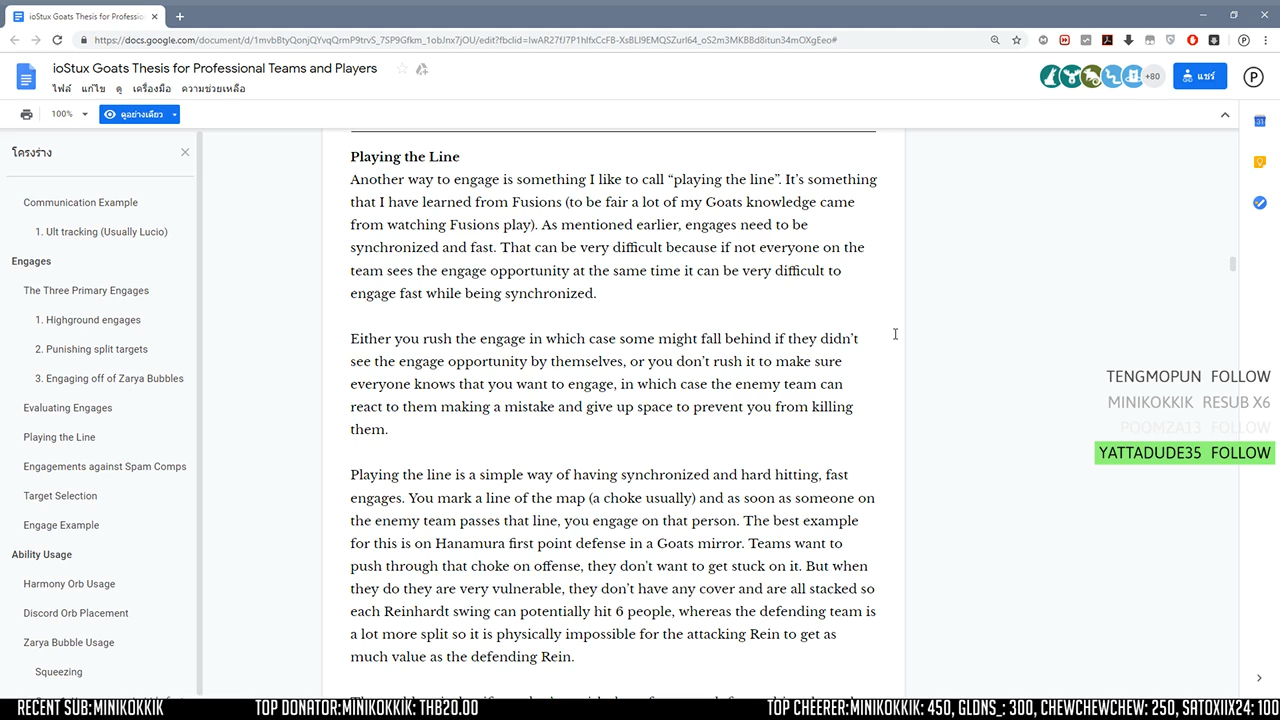 ioStux Goats Thesis for Professio
https://docs.google.com/document/d/1mvbBtyQonjQYvqQrmP9trvS_7SP9Gfkm_1obJnx7jOU/edit?fbclid=IwAR27fJ7P1hIfxCcFB-XsBLl9EMQSZurl64_oS2m3MKBBd8itun34mOXgEeo#
ioStux Goats Thesis for Professional Teams and Players
ไฟล์ แก้ไข ดู เครื่องมือ ความช่วยเหลือ
+80
แชร์
P
100%
ดูอย่างเดียว
โครงร่าง
Communication Example
1. Ult tracking (Usually Lucio)
Engages
The Three Primary Engages
1. Highground engages
2. Punishing split targets
3. Engaging off of Zarya Bubbles
Evaluating Engages
Playing the Line
Engagements against Spam Comps
Target Selection
Engage Example
Ability Usage
Harmony Orb Usage
Discord Orb Placement
Zarya Bubble Usage
Squeezing
Playing the Line
Another way to engage is something I like to call “playing the line”. It’s something
that I have learned from Fusions (to be fair a lot of my Goats knowledge came
from watching Fusions play). As mentioned earlier, engages need to be
synchronized and fast. That can be very difficult because if not everyone on the
team sees the engage opportunity at the same time it can be very difficult to
engage fast while being synchronized.
Either you rush the engage in which case some might fall behind if they didn’t
see the engage opportunity by themselves, or you don’t rush it to make sure
everyone knows that you want to engage, in which case the enemy team can
react to them making a mistake and give up space to prevent you from killing
them.
Playing the line is a simple way of having synchronized and hard hitting, fast
engages. You mark a line of the map (a choke usually) and as soon as someone on
the enemy team passes that line, you engage on that person. The best example
for this is on Hanamura first point defense in a Goats mirror. Teams want to
push through that choke on offense, they don't want to get stuck on it. But when
they do they are very vulnerable, they don’t have any cover and are all stacked so
each Reinhardt swing can potentially hit 6 people, whereas the defending team is
a lot more split so it is physically impossible for the attacking Rein to get as
much value as the defending Rein.
TENGMOPUN FOLLOW
MINIKOKKIK RESUB X6
POOMZA13 FOLLOW
YATTADUDE35 FOLLOW
RECENT SUB:MINIKOKKIK TOP DONATOR:MINIKOKKIK: THB20.00 TOP CHEERER:MINIKOKKIK: 450, GLDNS_: 300, CHEWCHEWCHEW: 250, SATOXIIX24: 100